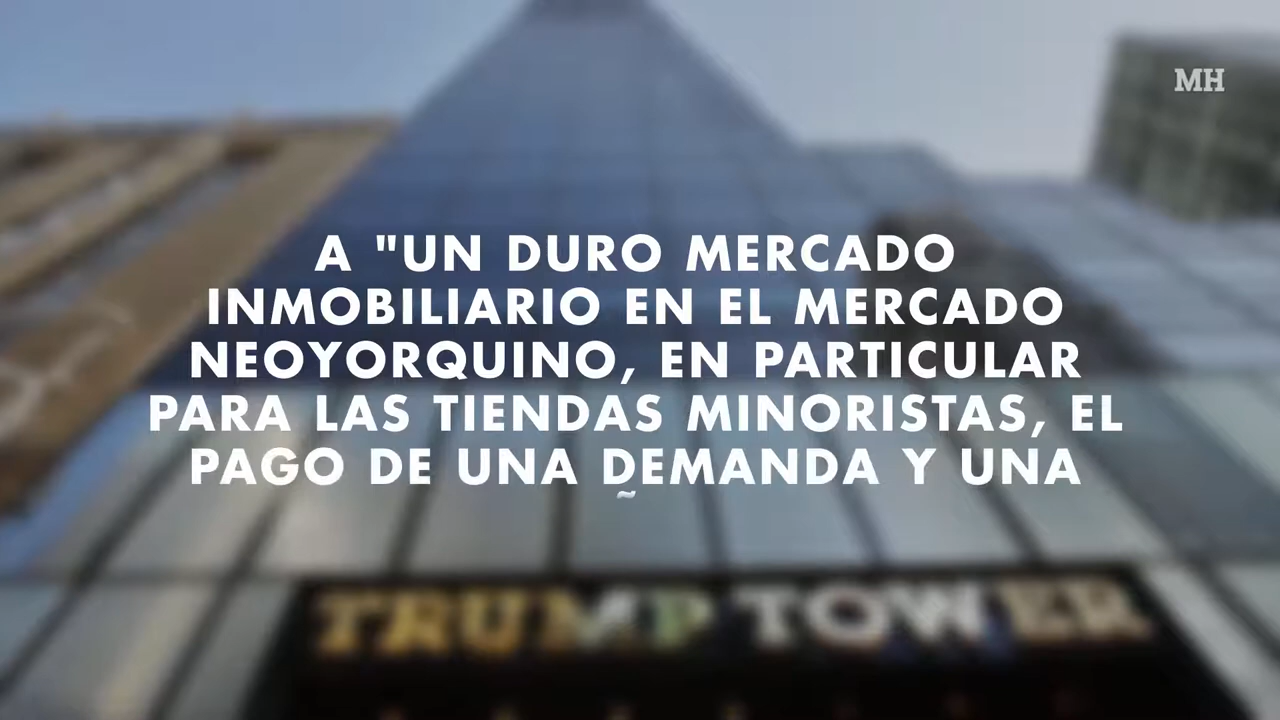 MH
A "UN DURO MERCADO
INMOBILIARIO EN EL MERCADO
NEOYORQUINO, EN PARTICULAR
PARA LAS TIENDAS MINORISTAS, EL
PAGO DE UNA DEMANDA Y UNA
TRUMP TOWER